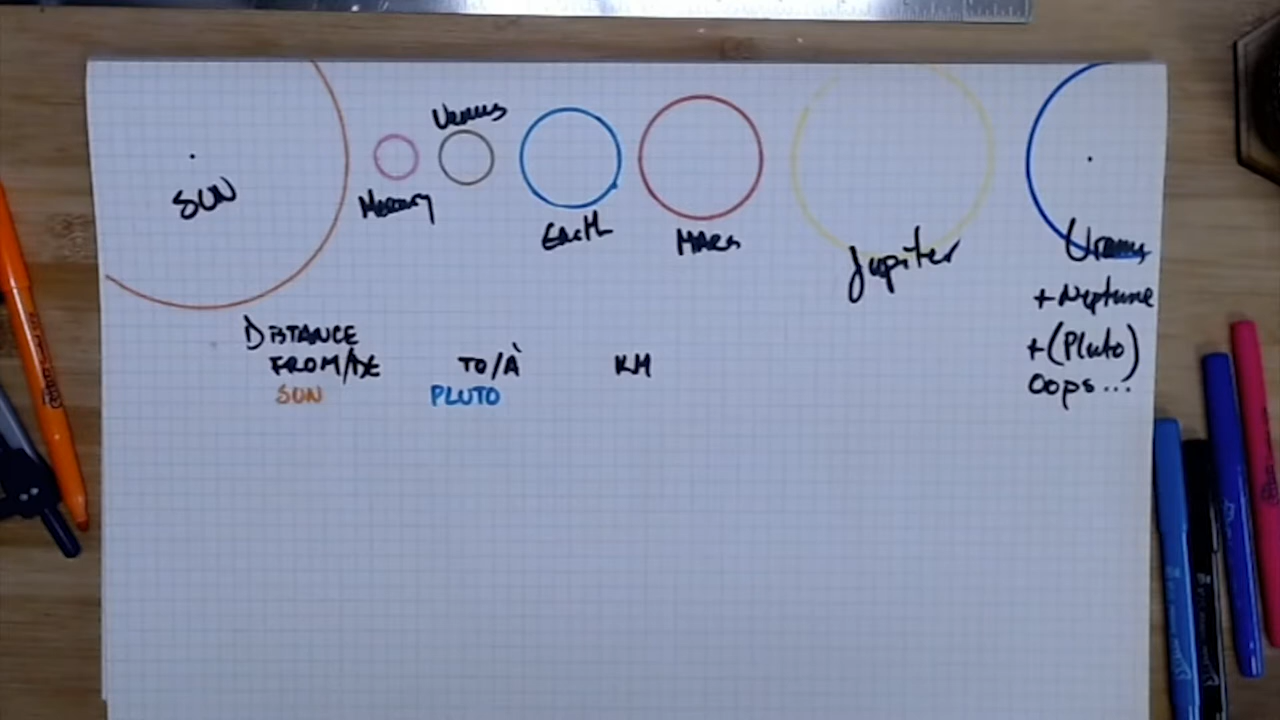 SUN
Mercury
Venus
Earth
MARS
Jupiter
Uranus
+ Neptune
+ (Pluto)
Oops...
DISTANCE
FROM/DE TO/À KM
SUN PLUTO